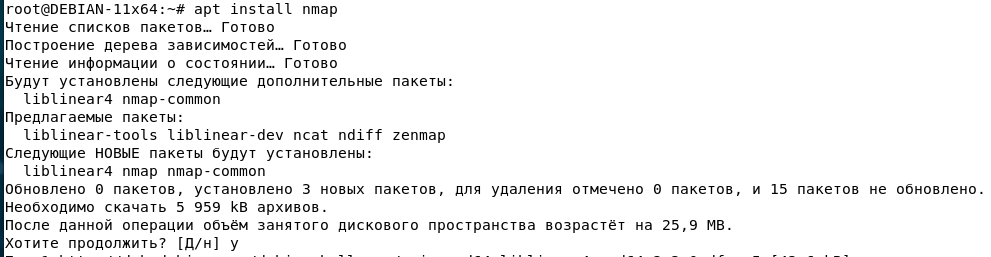 root@DEBIAN-11x64:~# apt install nmap
Чтение списков пакетов… Готово
Построение дерева зависимостей… Готово
Чтение информации о состоянии… Готово
Будут установлены следующие дополнительные пакеты:
liblinear4 nmap-common
Предлагаемые пакеты:
liblinear-tools liblinear-dev ncat ndiff zenmap
Следующие НОВЫЕ пакеты будут установлены:
liblinear4 nmap nmap-common
Обновлено 0 пакетов, установлено 3 новых пакетов, для удаления отмечено 0 пакетов, и 15 пакетов не обновлено.
Необходимо скачать 5 959 kB архивов.
После данной операции объём занятого дискового пространства возрастёт на 25,9 MB.
Хотите продолжить? [Д/н] y